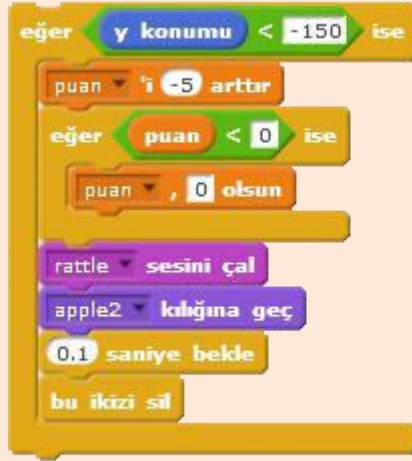 eğer y konumu < -150 ise
puan 'i -5 arttır
eğer puan < 0 ise
puan , 0 olsun
rattle sesini çal
apple2 kılığına geç
0.1 saniye bekle
bu ikizi sil